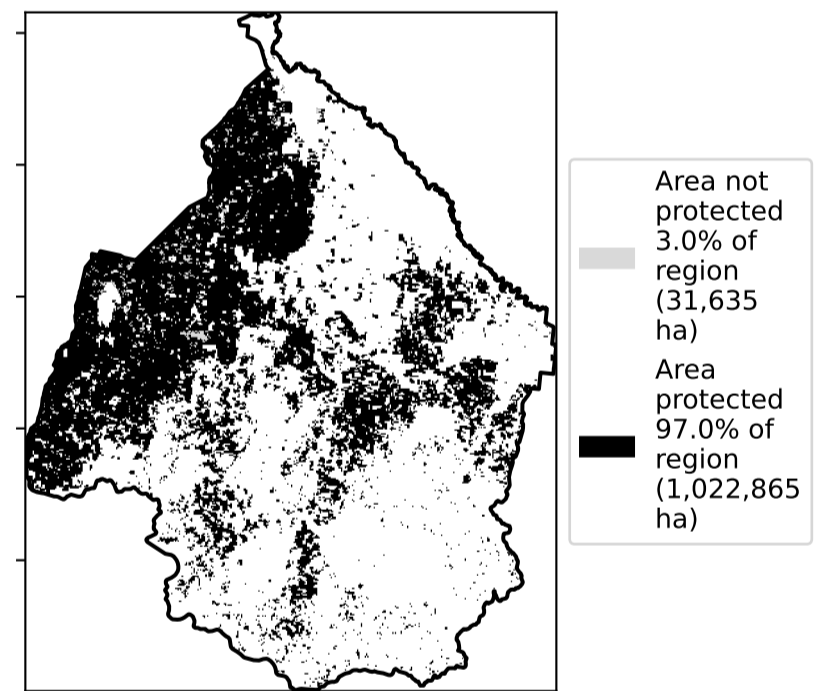 Area not
protected
3.0% of
region
(31,635
ha)
Area
protected
97.0% of
region
(1,022,865
ha)